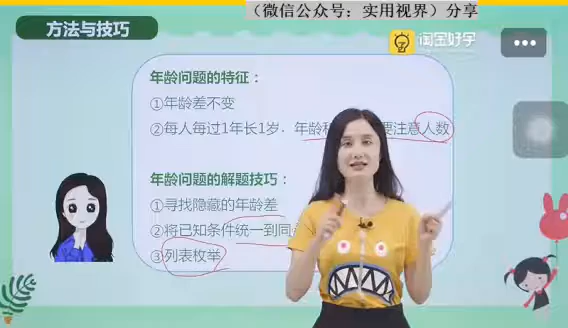 （微信公众号：实用视界）分享
方法与技巧
淘宝好学
年龄问题的特征：
①年龄差不变
②每人每过1年长1岁．年龄 要注意人数
年龄问题的解题技巧：
①寻找隐藏的年龄差
②将已知条件统一到同
③列表枚举